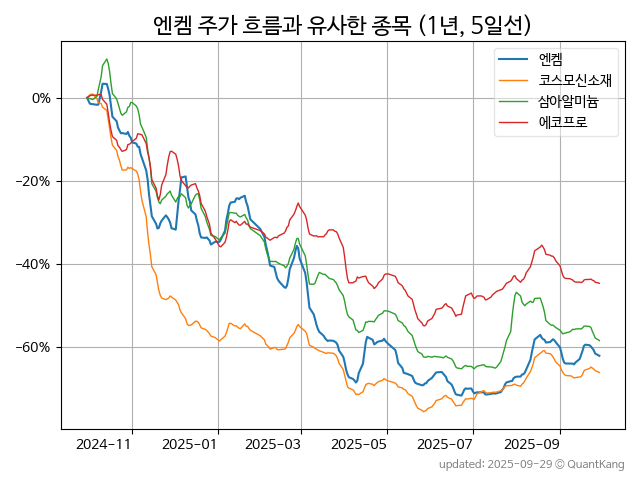 엔켐 주가 흐름과 유사한 종목 (1년, 5일선)
엔켐
코스모신소재
삼아알미늄
에코프로
0%
−20%
−40%
−60%
2024−11
2025−01
2025−03
2025−05
2025−07
2025−09
updated: 2025-09-29 © QuantKang